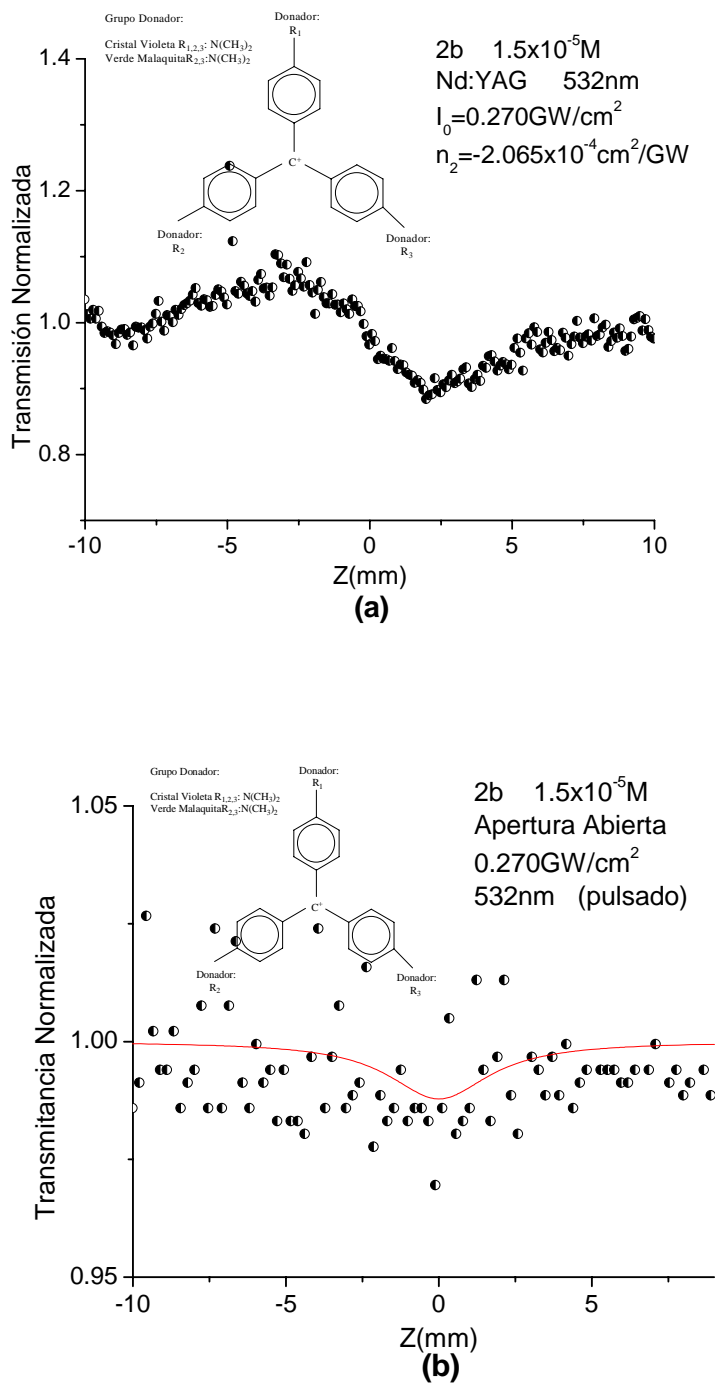 Grupo Donador:
Cristal Violeta R1,2,3: N(CH3)2
Verde MalaquitaR2,3:N(CH3)2
Donador:
R1
C+
Donador:
R2
Donador:
R3
2b 1.5x10-5M
Nd:YAG 532nm
I0=0.270GW/cm2
n2=-2.065x10-4cm2/GW
Transmisión Normalizada
1.4
1.2
1.0
0.8
-10
-5
0
5
10
Z(mm)
(a)
Grupo Donador:
Cristal Violeta R1,2,3: N(CH3)2
Verde MalaquitaR2,3:N(CH3)2
Donador:
R1
C+
Donador:
R2
Donador:
R3
2b 1.5x10-5M
Apertura Abierta
0.270GW/cm2
532nm (pulsado)
Transmitancia Normalizada
1.05
1.00
0.95
-10
-5
0
5
Z(mm)
(b)